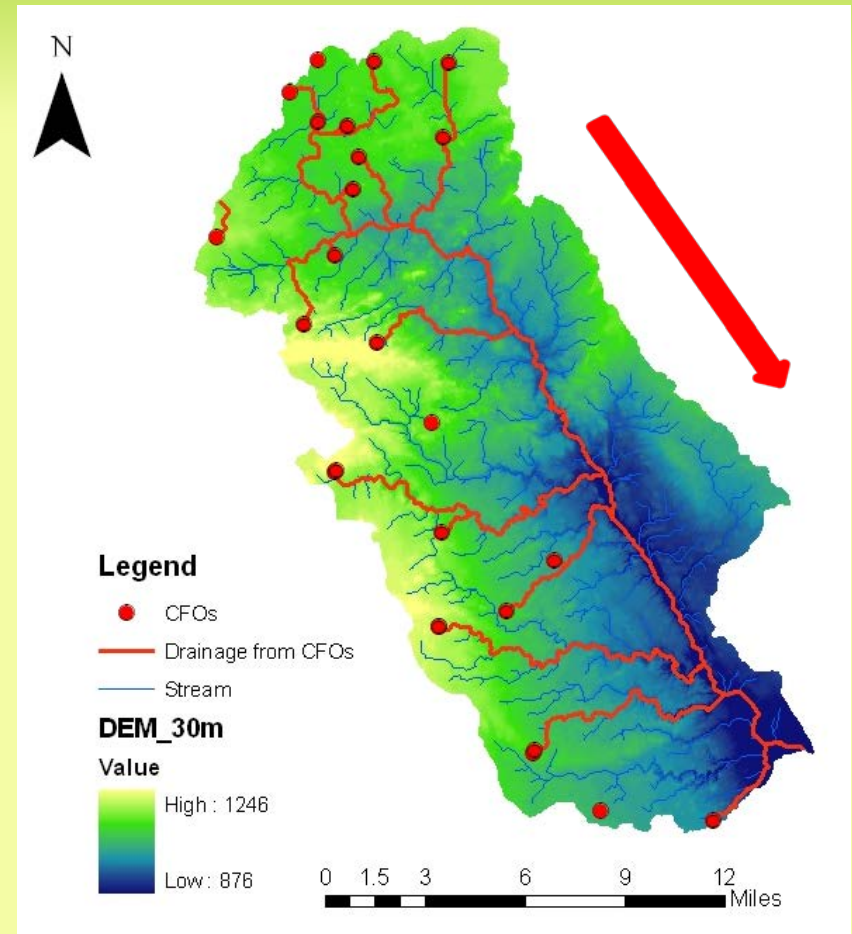 N
Legend
CFOs
Drainage from CFOs
Stream
DEM_30m
Value
High : 1246
Low : 876
0 1.5 3 6 9 12
Miles